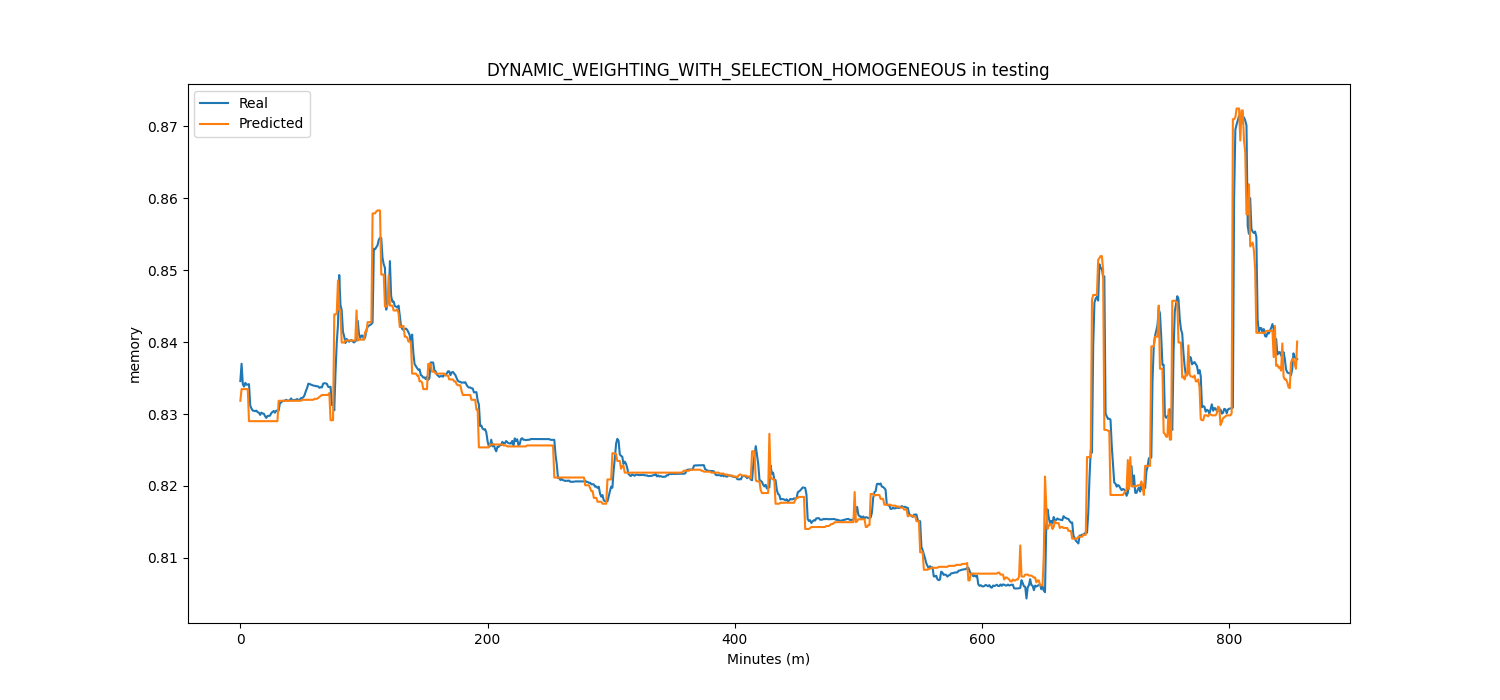 DYNAMIC_WEIGHTING_WITH_SELECTION_HOMOGENEOUS in testing
Real
Predicted
0.87
0.86
0.85
0.84
0.83
0.82
0.81
memory
0
200
400
600
800
Minutes (m)